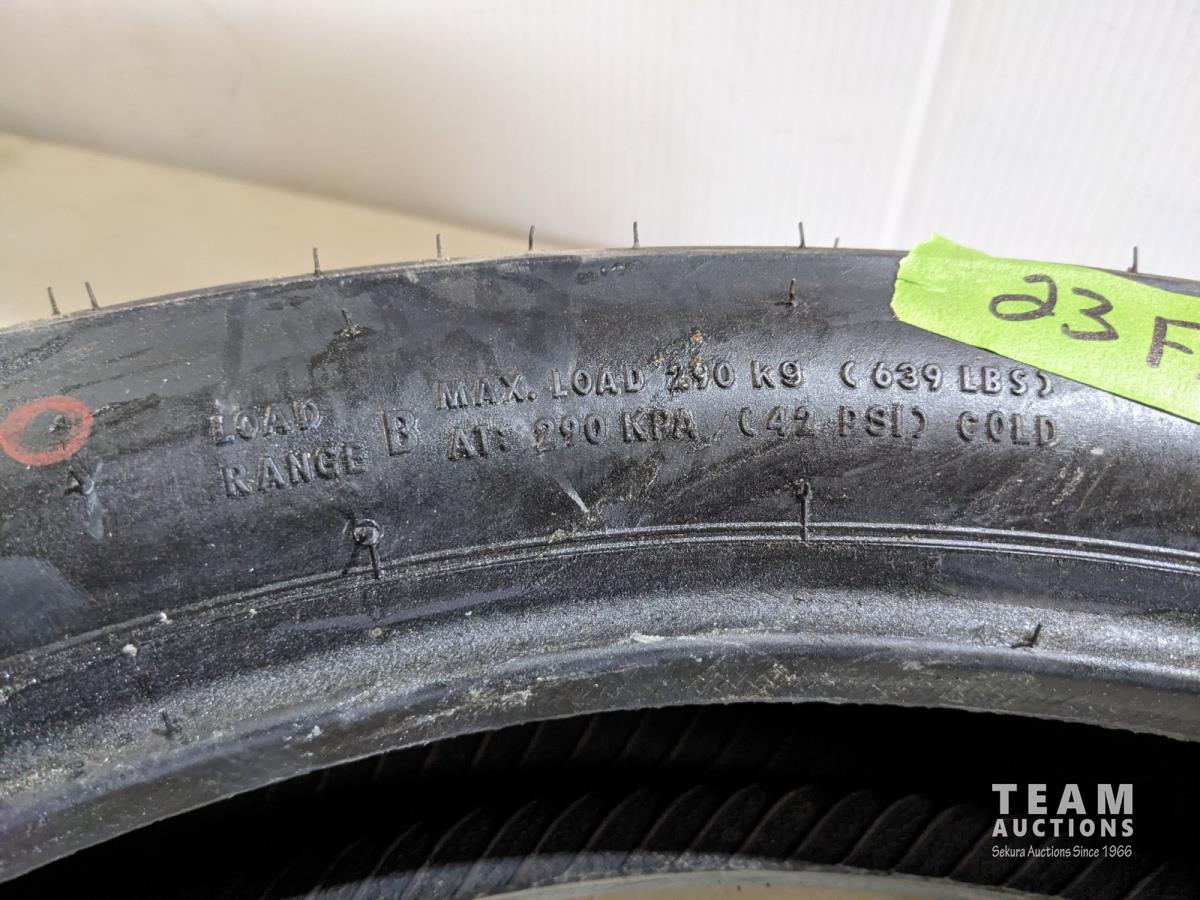 23 F
LOAD
RANGE
B
MAX. LOAD 290 kg (639 LBS)
AT: 290 KPA (42 PSI) COLD
TEAM
AUCTIONS
Sekura Auctions Since 1966